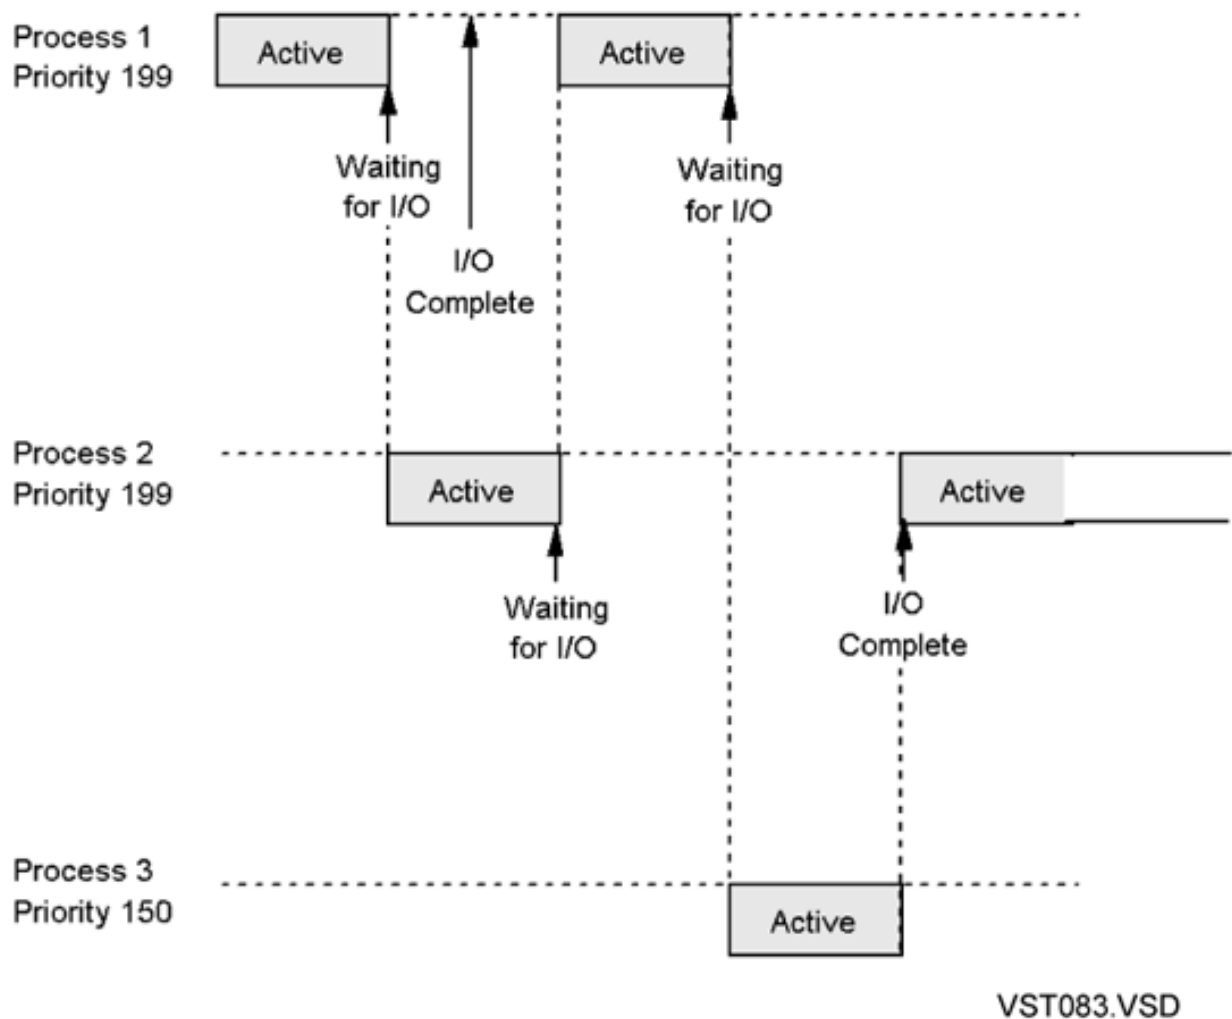 Process 1
Priority 199
Active
Active
Waiting
for I/O
I/O
Complete
Waiting
for I/O
Process 2
Priority 199
Active
Active
Waiting
for I/O
I/O
Complete
Process 3
Priority 150
Active
VST083.VSD